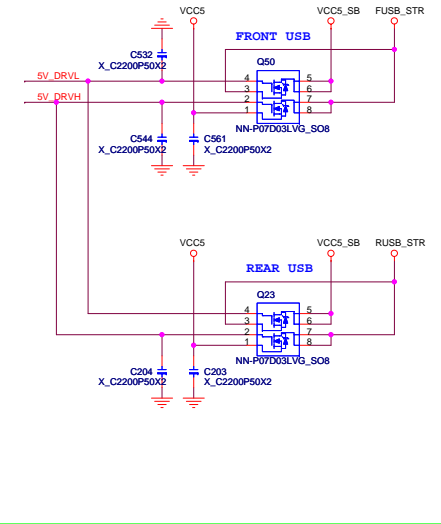 VCC5 VCC5_SB FUSB_STR
FRONT USB
C532
X_C2200P50X2
Q50
5V_DRVL
4 5
3 6
5V_DRVH
2 7
1 8
NN-P07D03LVG_SO8
C544 C561
X_C2200P50X2 X_C2200P50X2
VCC5 VCC5_SB RUSB_STR
REAR USB
Q23
4 5
3 6
2 7
1 8
NN-P07D03LVG_SO8
C204 C203
X_C2200P50X2 X_C2200P50X2